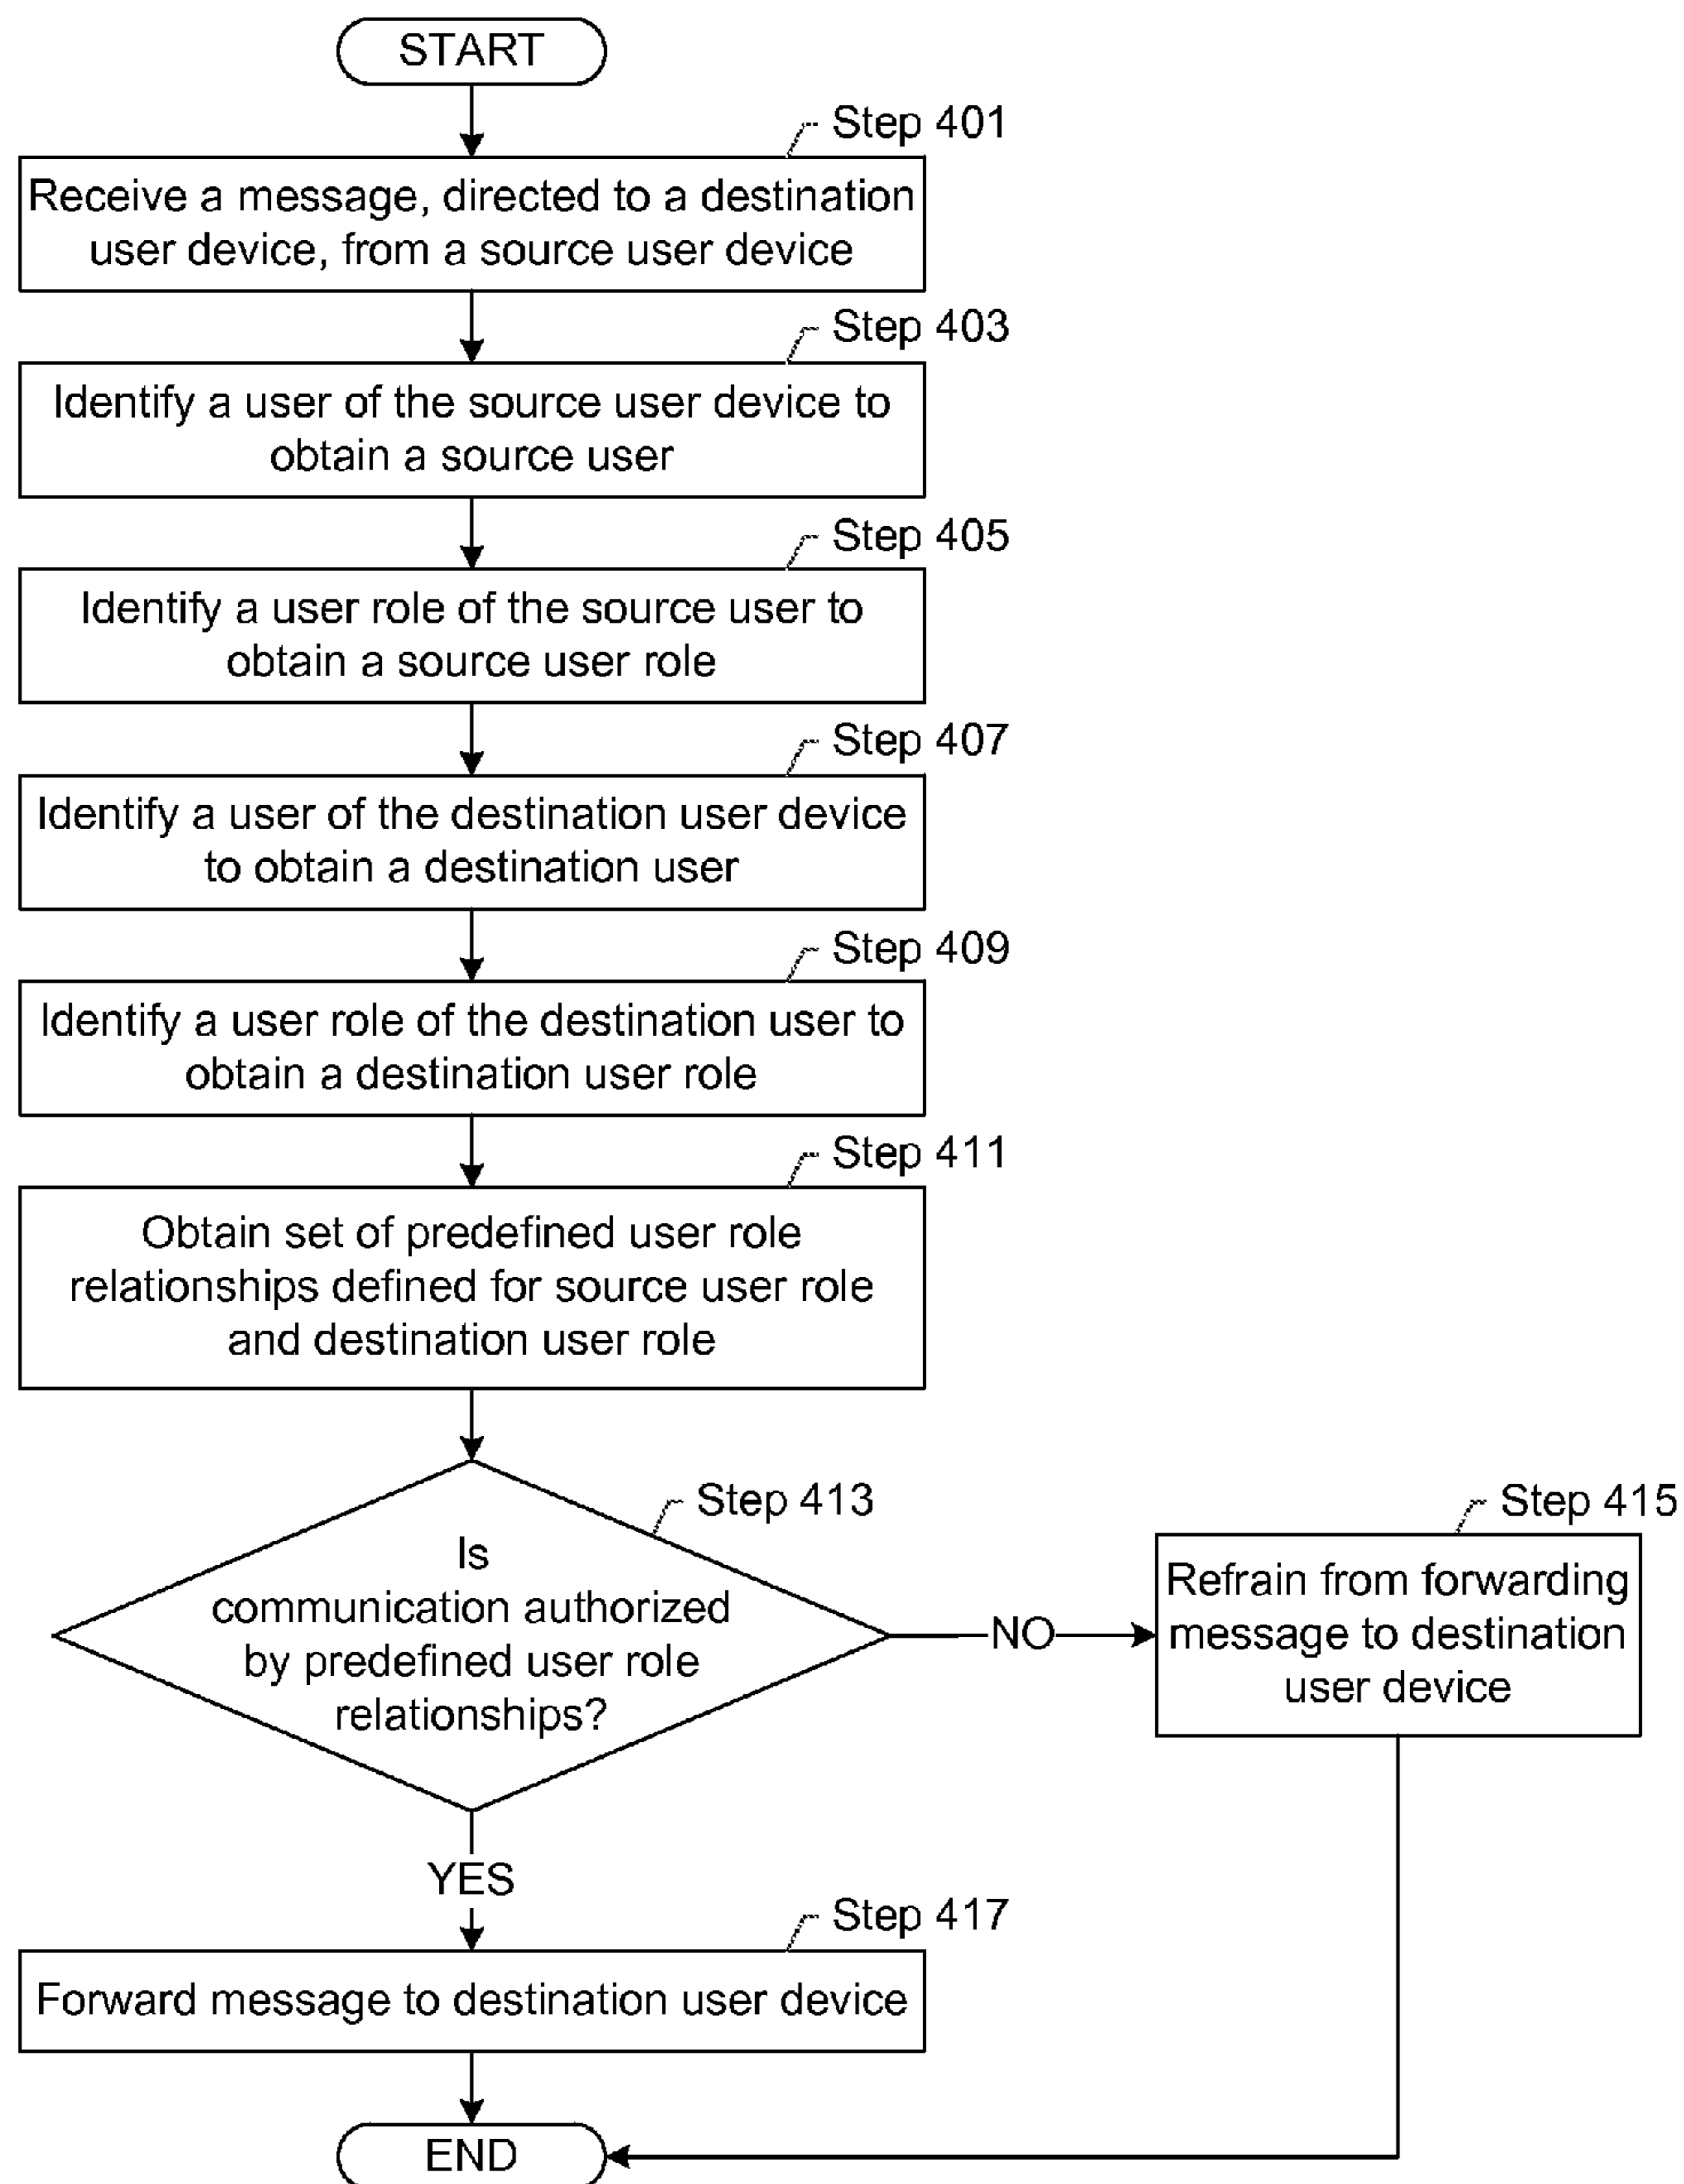 START
Step 401
Receive a message, directed to a destination
user device, from a source user device
Step 403
Identify a user of the source user device to
obtain a source user
Step 405
Identify a user role of the source user to
obtain a source user role
Step 407
Identify a user of the destination user device
to obtain a destination user
Step 409
Identify a user role of the destination user to
obtain a destination user role
Step 411
Obtain set of predefined user role
relationships defined for source user role
and destination user role
Step 413
Is
communication authorized
by predefined user role
relationships?
NO
Step 415
Refrain from forwarding
message to destination
user device
YES
Step 417
Forward message to destination user device
END